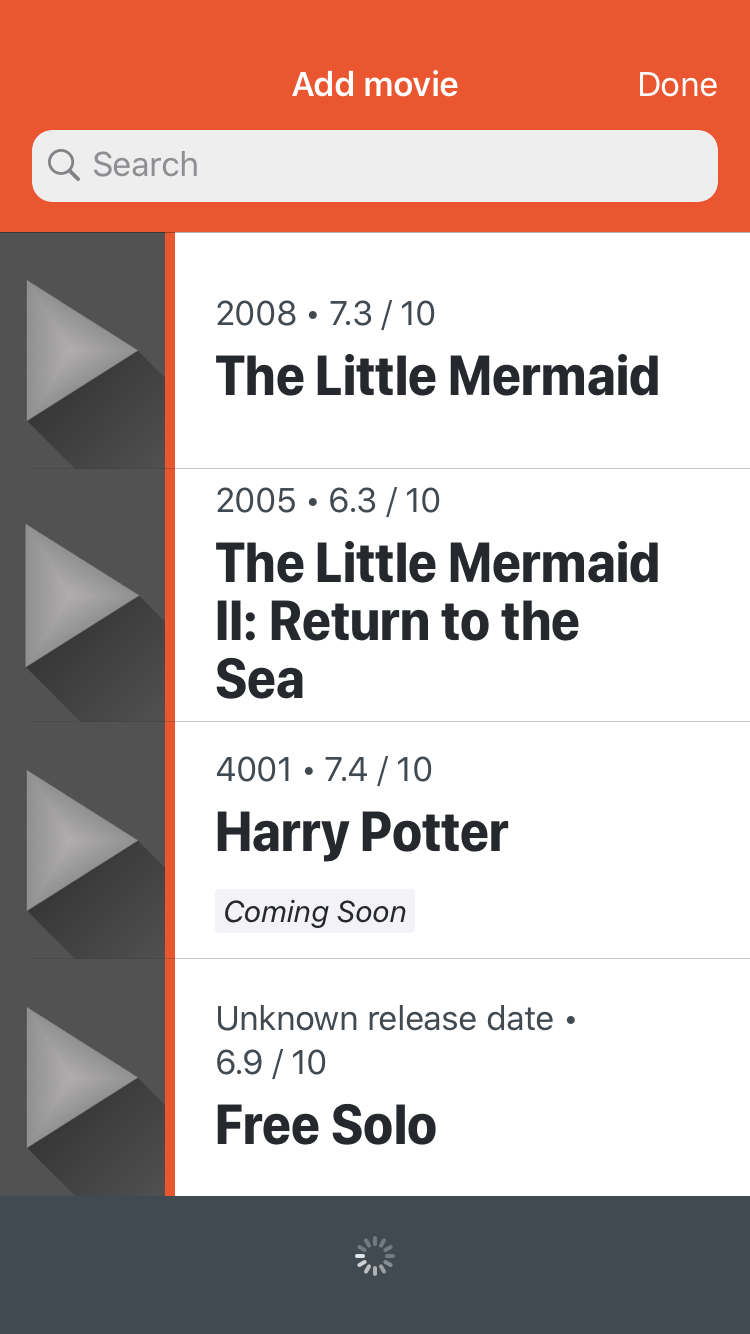 Add movie
Done
Search
2008 • 7.3 / 10
The Little Mermaid
2005 • 6.3 / 10
The Little Mermaid
II: Return to the
Sea
4001 • 7.4 / 10
Harry Potter
Coming Soon
Unknown release date •
6.9 / 10
Free Solo